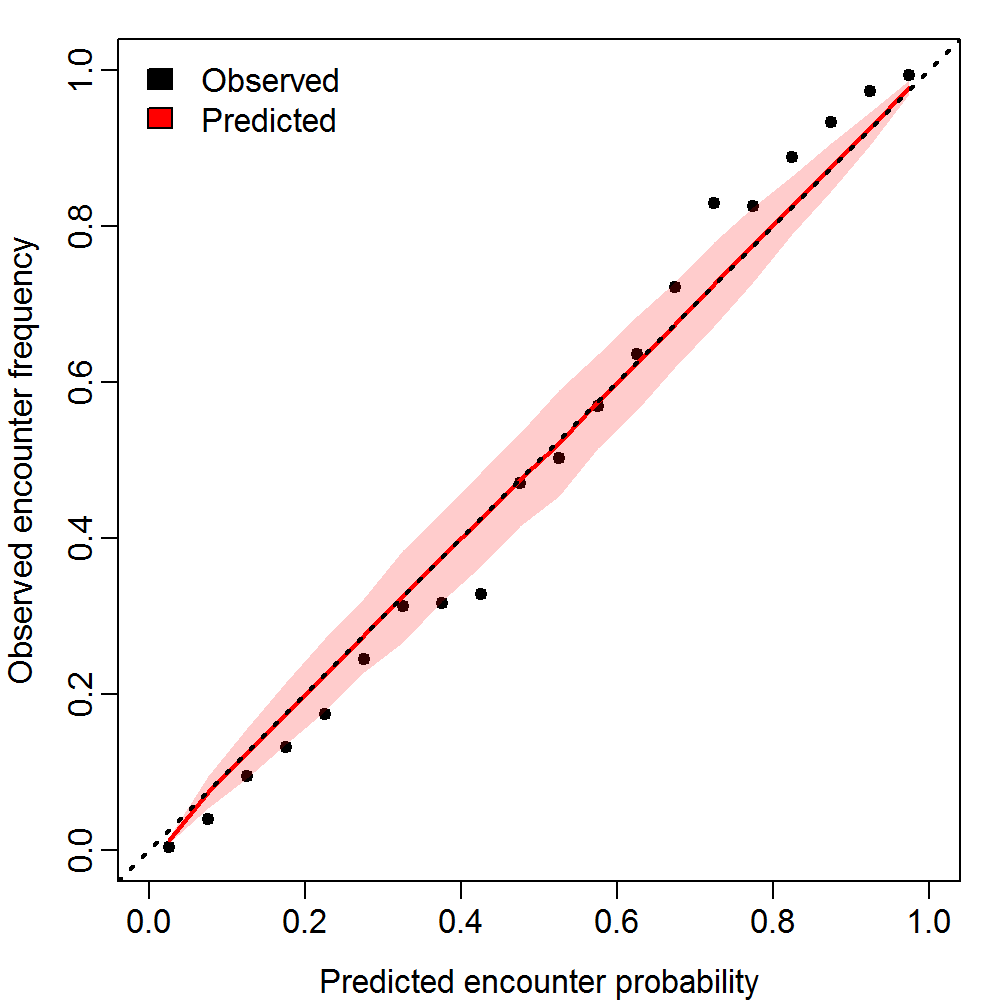 Observed
Predicted
Observed encounter frequency
1.0
0.8
0.6
0.4
0.2
0.0
0.0 0.2 0.4 0.6 0.8 1.0
Predicted encounter probability